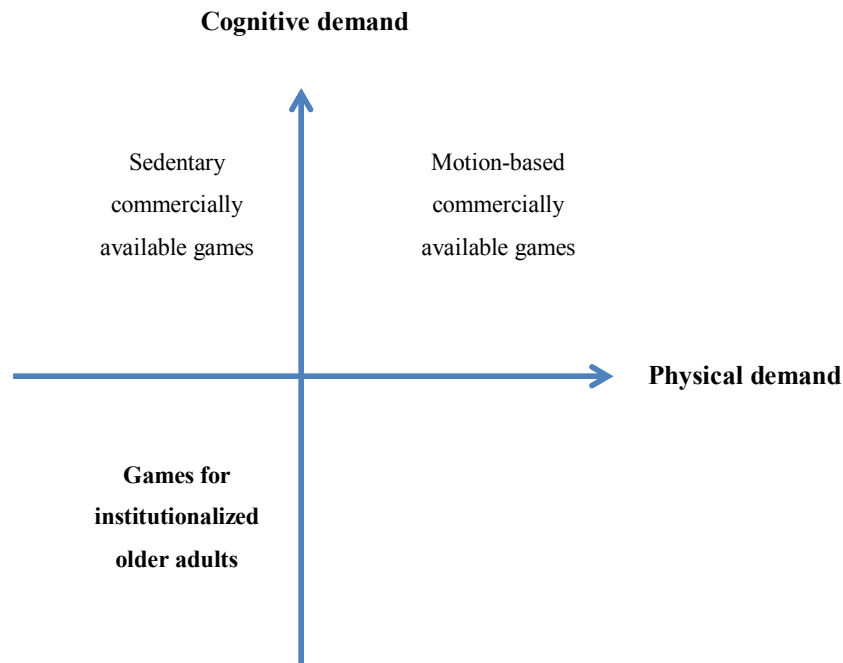 Cognitive demand
Sedentary
commercially
available games
Motion-based
commercially
available games
Physical demand
Games for
institutionalized
older adults